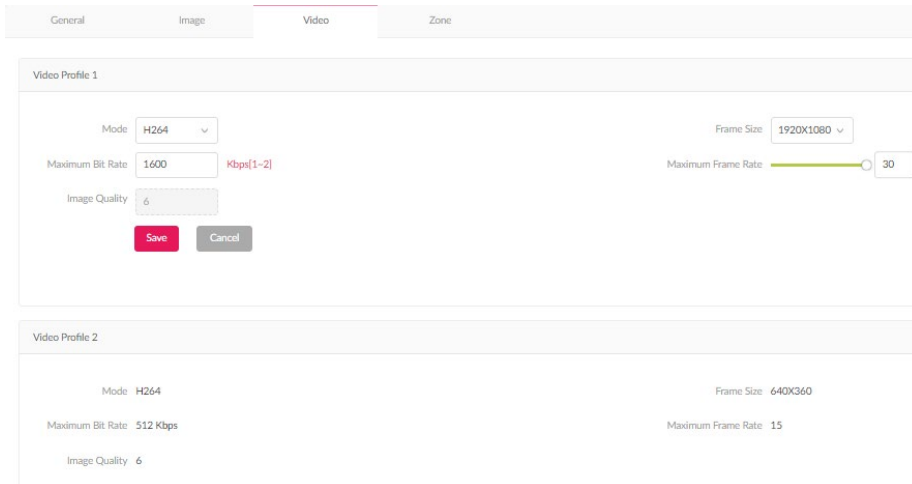 General Image Video Zone
Video Profile 1
Mode H264 Frame Size 1920X1080
Maximum Bit Rate 1600 Kbps[1~2] Maximum Frame Rate 30
Image Quality 6
Save Cancel
Video Profile 2
Mode H264 Frame Size 640X360
Maximum Bit Rate 512 Kbps Maximum Frame Rate 15
Image Quality 6